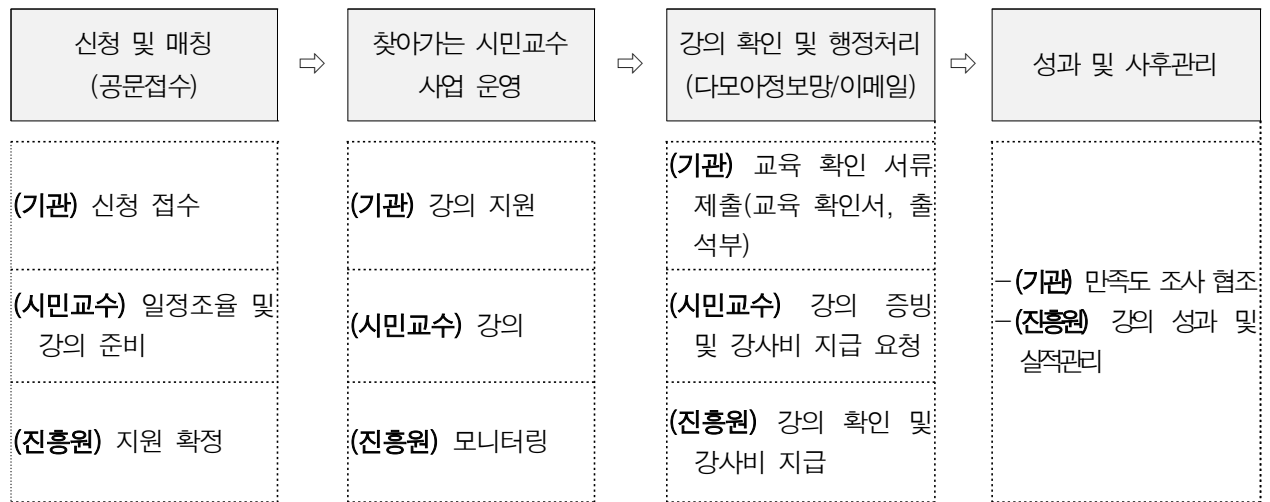 신청 및 매칭
(공문접수)
⇨
찾아가는 시민교수
사업 운영
⇨
강의 확인 및 행정처리
(다모아정보망/이메일)
⇨
성과 및 사후관리
(기관) 신청 접수
(시민교수) 일정조율 및
강의 준비
(진흥원) 지원 확정
(기관) 강의 지원
(시민교수) 강의
(진흥원) 모니터링
(기관) 교육 확인 서류
제출(교육 확인서, 출
석부)
(시민교수) 강의 증빙
및 강사비 지급 요청
(진흥원) 강의 확인 및
강사비 지급
－(기관) 만족도 조사 협조
－(진흥원) 강의 성과 및
실적관리